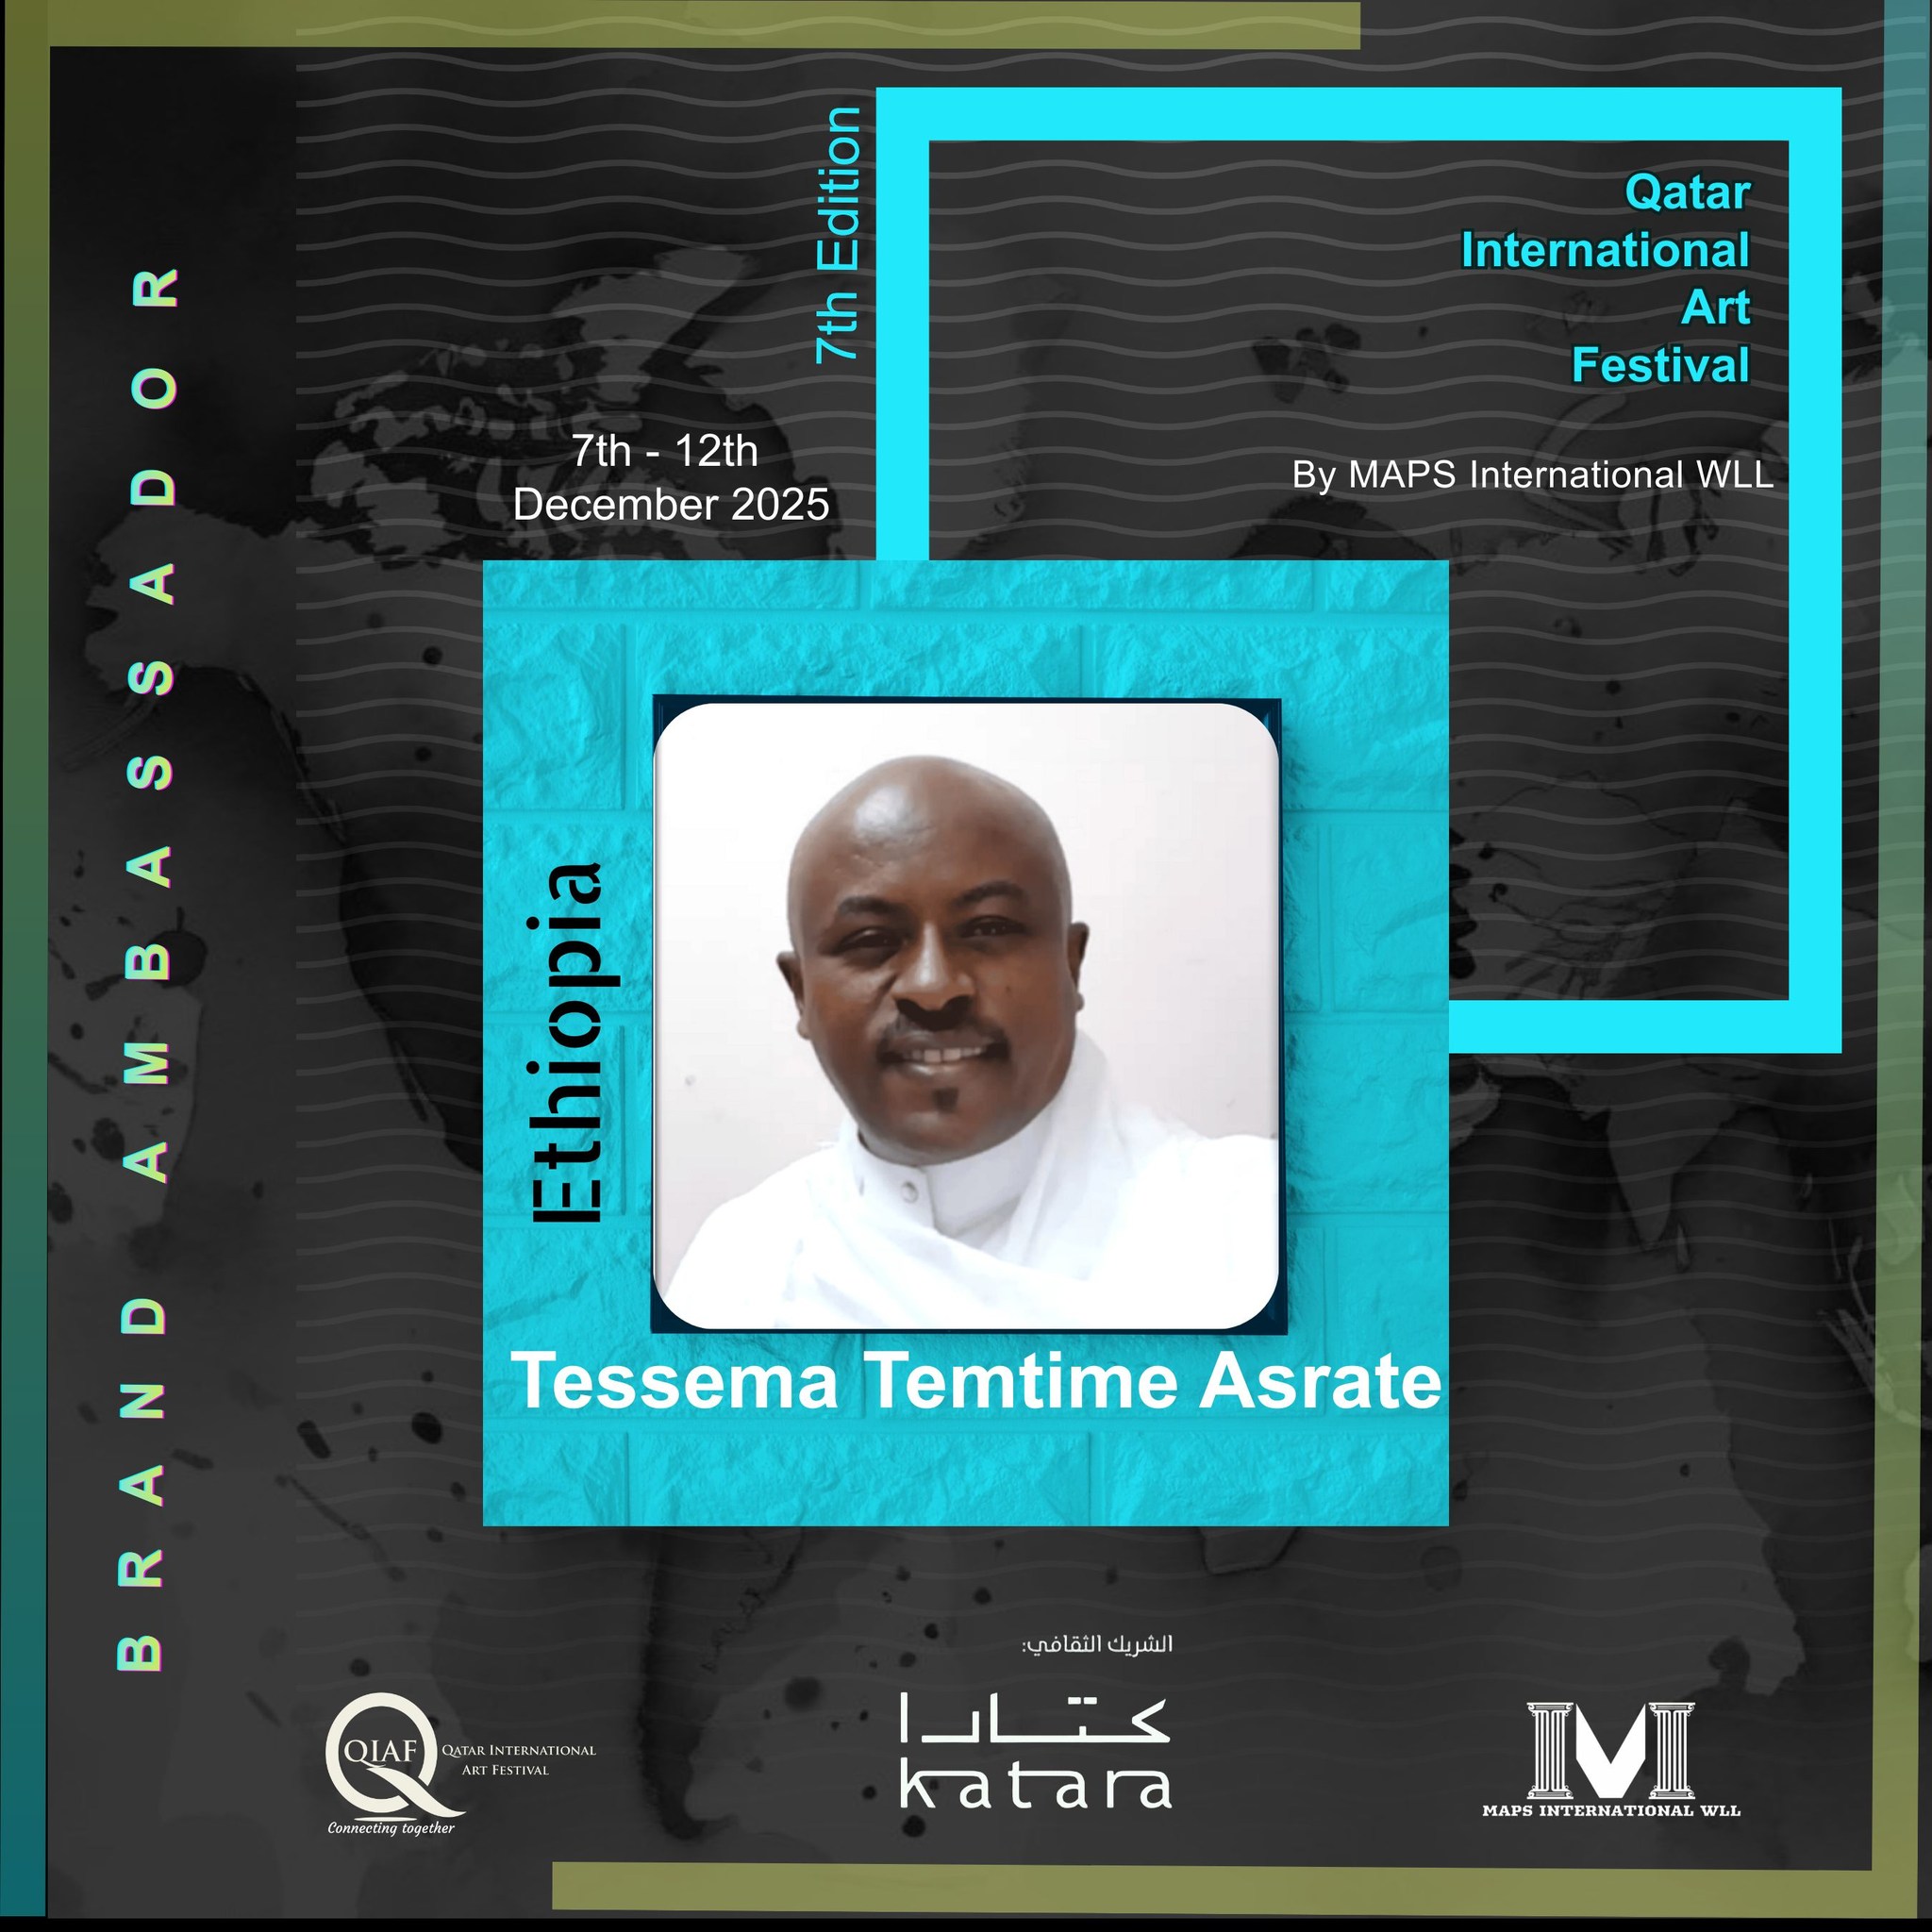 BRAND AMBASSADOR
7th Edition
Qatar
International
Art
Festival
By MAPS International WLL
7th - 12th
December 2025
Ethiopia
Tessema Temtime Asrate
الشريك الثقافي:
كتارا
katara
QIAF
QATAR INTERNATIONAL
ART FESTIVAL
Connecting together
M
MAPS INTERNATIONAL WLL